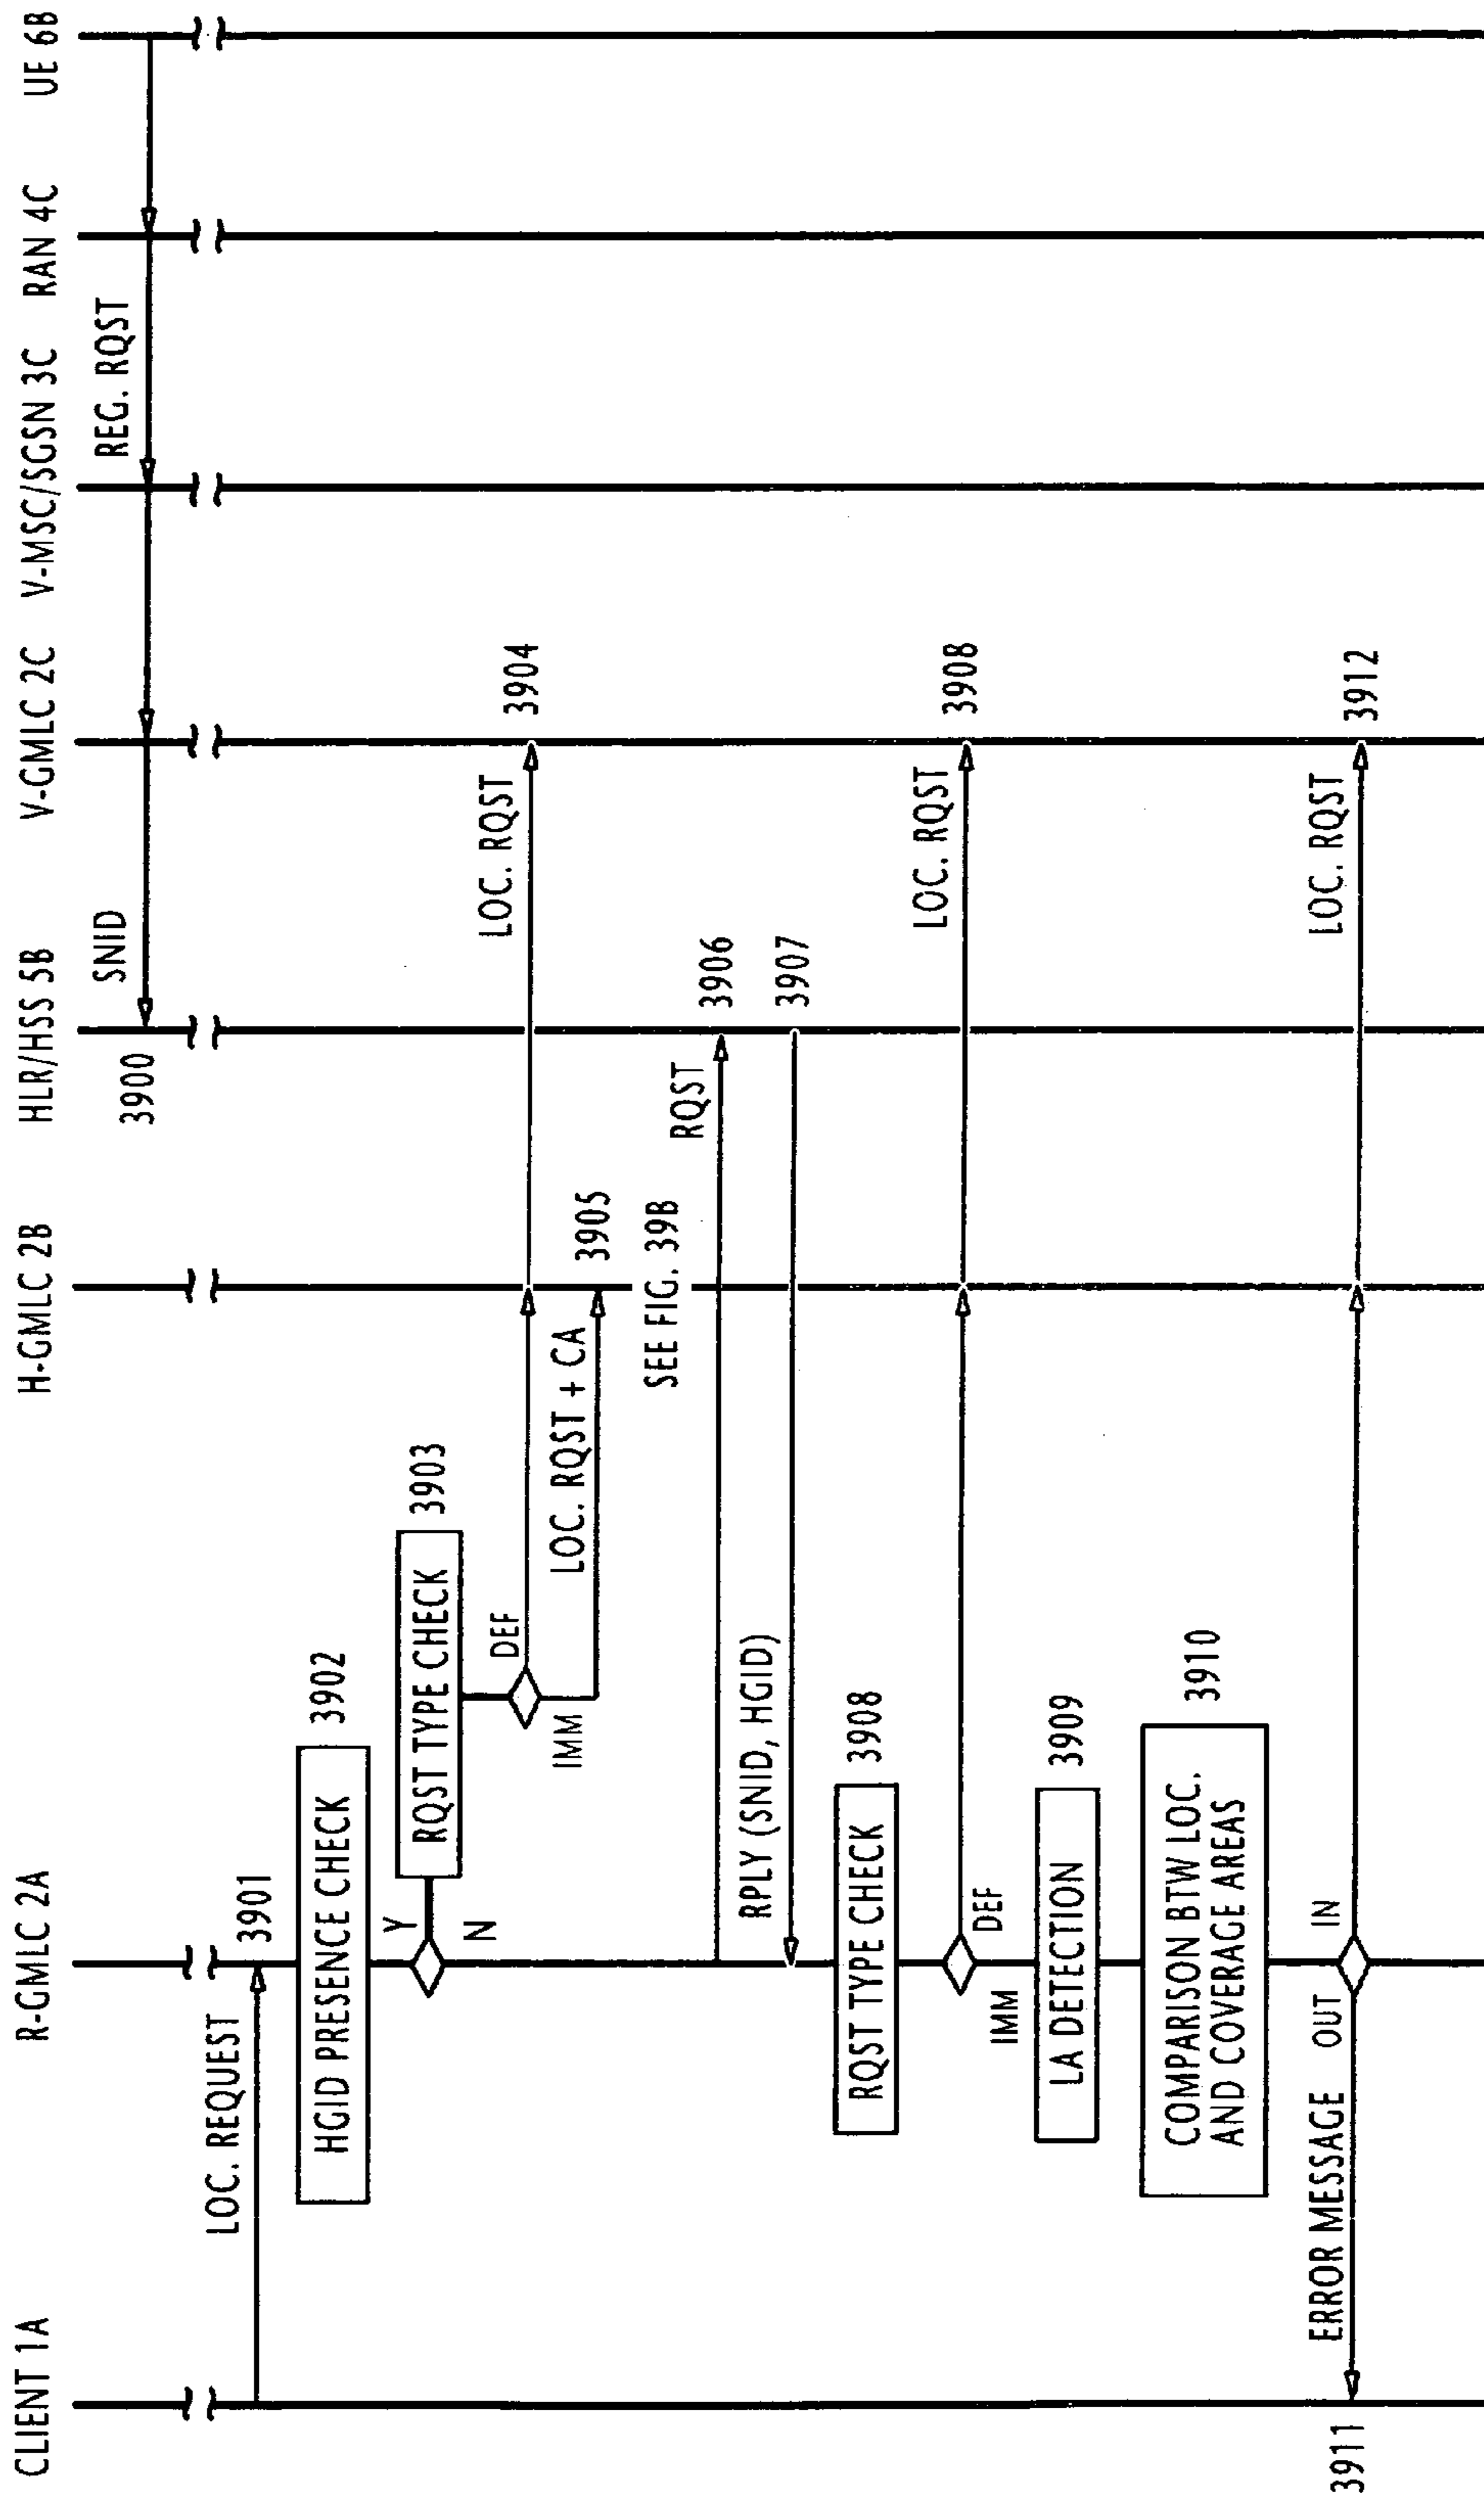 CLIENT 1A
R-GMLC 2A
H-GMLC 2B
HLR/HSS 5B
V-GMLC 2C
V-MSC/SGSN 3C
RAN 4C
UE 6B
3900
SNID
REG. RQST
LOC. REQUEST
3901
HGID PRESENCE CHECK
3902
Y
N
RQST TYPE CHECK
3903
DEF
IMM
LOC. RQST
3904
LOC. RQST + CA
3905
SEE FIG. 39B
RQST
3906
RPLY (SNID, HGID)
3907
RQST TYPE CHECK
3908
DEF
IMM
LOC. RQST
3908
LA DETECTION
3909
COMPARISON BTW LOC.
AND COVERAGE AREAS
3910
3911
ERROR MESSAGE
OUT
IN
LOC. RQST
3912